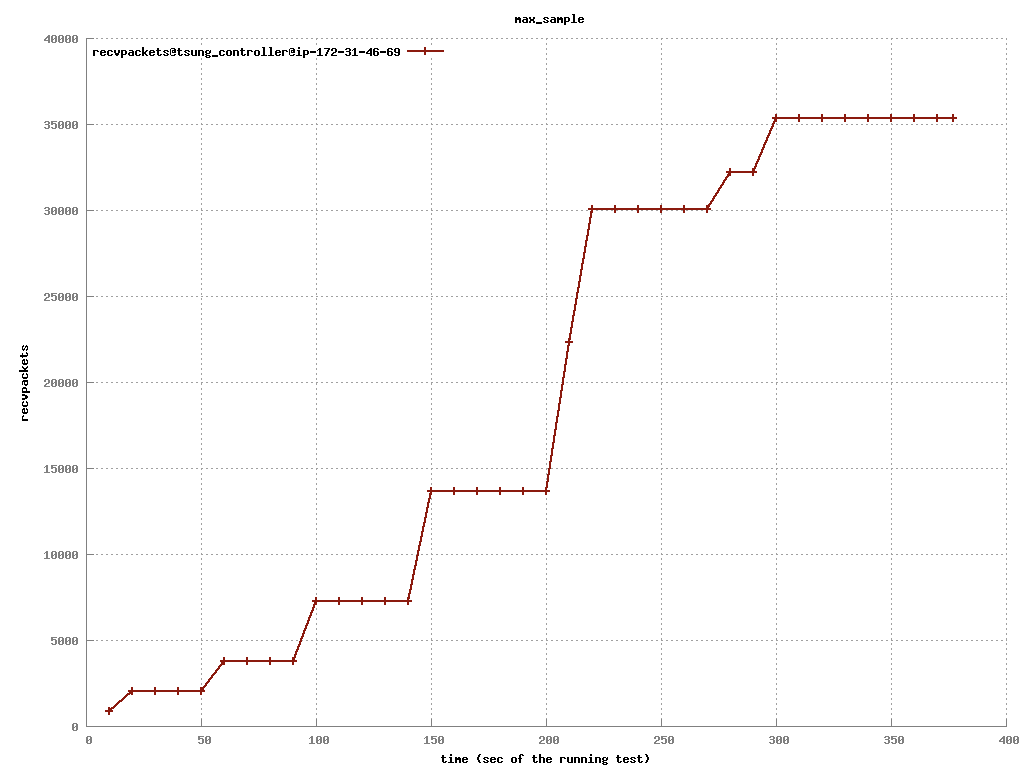 max_sample
recvpackets@tsung_controller@ip-172-31-46-69
40000
35000
30000
25000
20000
15000
10000
5000
0
recvpackets
0 50 100 150 200 250 300 350 400
time (sec of the running test)